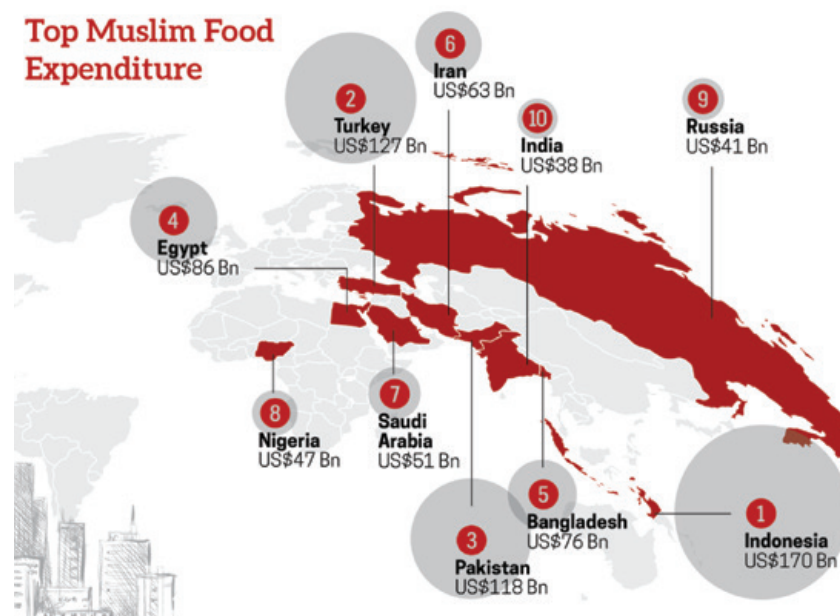 Top Muslim Food
Expenditure
6
Iran
US$63 Bn
2
Turkey
US$127 Bn
10
India
US$38 Bn
9
Russia
US$41 Bn
4
Egypt
US$86 Bn
8
Nigeria
US$47 Bn
7
Saudi
Arabia
US$51 Bn
3
Pakistan
US$118 Bn
5
Bangladesh
US$76 Bn
1
Indonesia
US$170 Bn